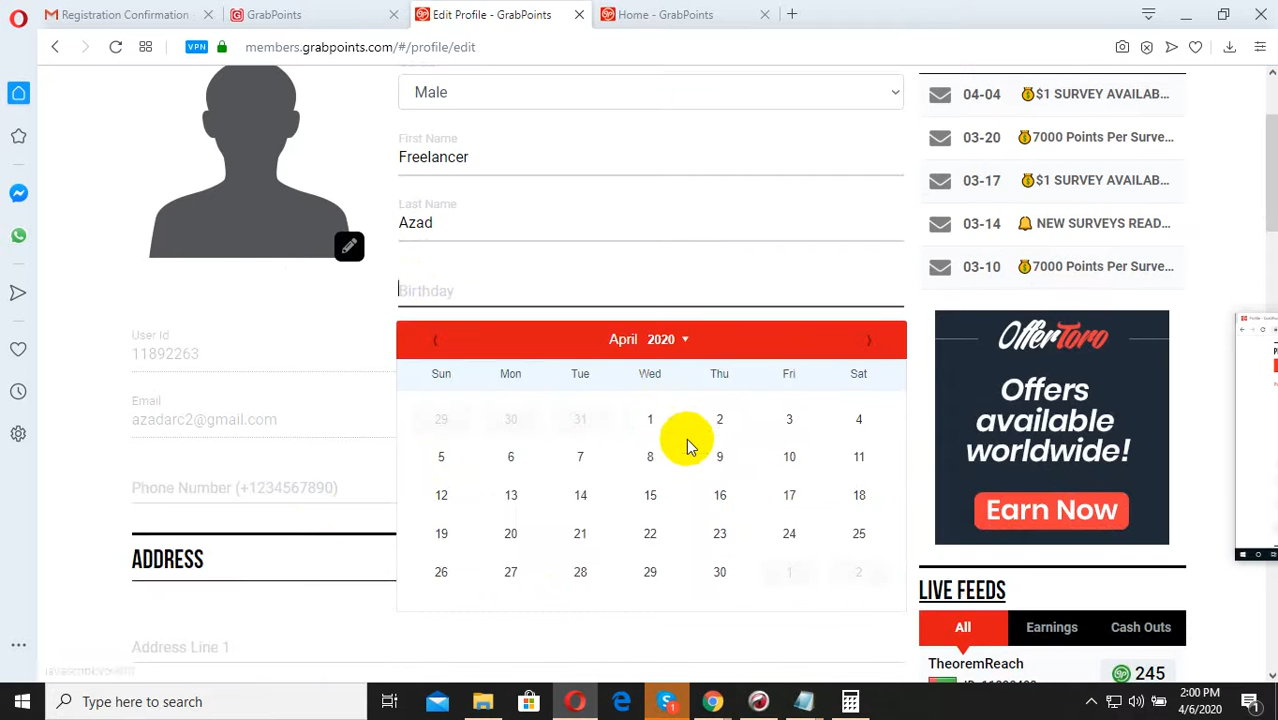 Registration Confirmation
GrabPoints
Edit Profile - GrabPoints
Home - GrabPoints
VPN
members.grabpoints.com/#/profile/edit
Male
First Name
Freelancer
Last Name
Azad
Birthday
User Id
11892263
Email
azadarc2@gmail.com
Phone Number (+1234567890)
ADDRESS
Address Line 1
April 2020
Sun Mon Tue Wed Thu Fri Sat
29 30 31 1 2 3 4
5 6 7 8 9 10 11
12 13 14 15 16 17 18
19 20 21 22 23 24 25
26 27 28 29 30 1 2
04-04 $1 SURVEY AVAILAB...
03-20 7000 Points Per Surve...
03-17 $1 SURVEY AVAILAB...
03-14 NEW SURVEYS READ...
03-10 7000 Points Per Surve...
OfferToro
Offers
available
worldwide!
Earn Now
LIVE FEEDS
All Earnings Cash Outs
TheoremReach
SP 245
Type here to search
2:00 PM
4/6/2020